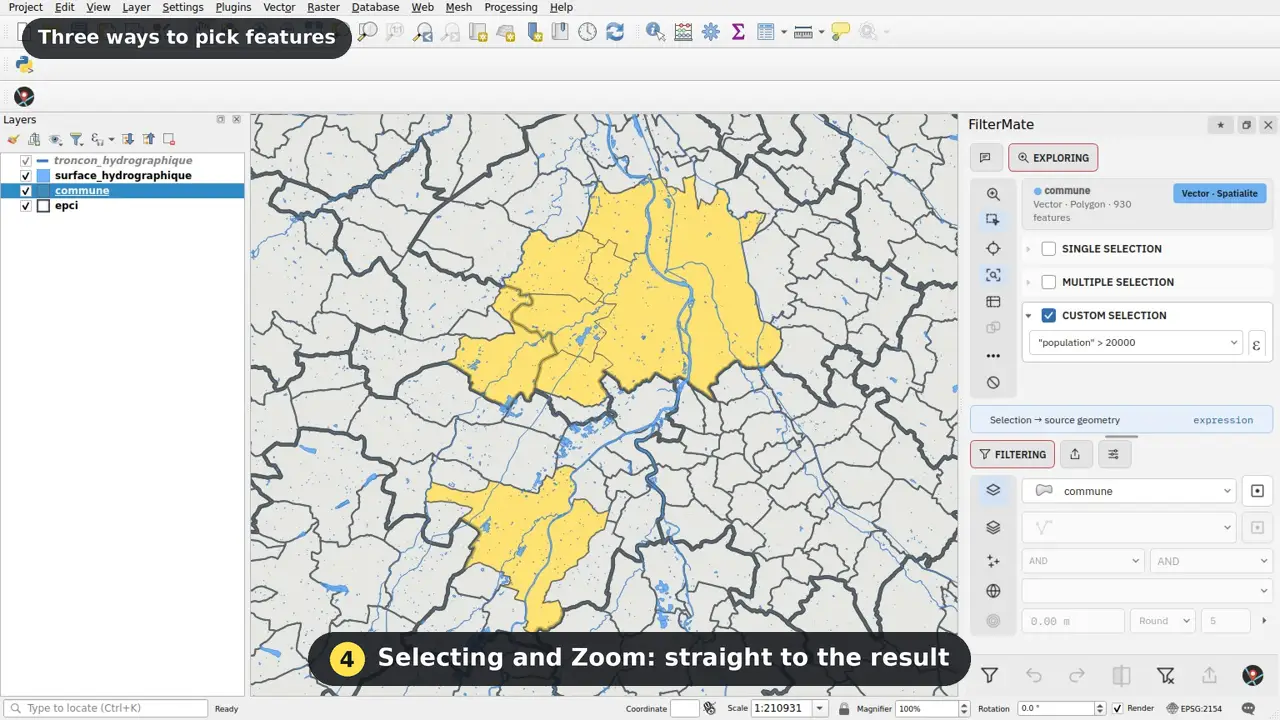 Project Edit View Layer Settings Plugins Vector Raster Database Web Mesh Processing Help
Three ways to pick features
Layers
troncon_hydrographique
surface_hydrographique
commune
epci
FilterMate
EXPLORING
commune
Vector · Polygon · 930
features
Vector · Spatialite
SINGLE SELECTION
MULTIPLE SELECTION
CUSTOM SELECTION
"population" > 20000
ε
Selection → source geometry expression
FILTERING
commune
AND AND
0.00 m Round 5
4 Selecting and Zoom: straight to the result
Type to locate (Ctrl+K) Ready Coordinate Scale 1:210931 Magnifier 100% Rotation 0.0 ° Render EPSG:2154